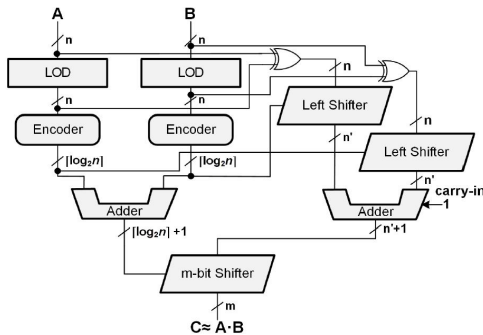 A
B
n
n
LOD
LOD
n
n
n
n
Left Shifter
Encoder
Encoder
⌈log₂n⌉
⌈log₂n⌉
n'
Left Shifter
n'
carry-in
1
Adder
Adder
⌈log₂n⌉ +1
n'+1
m-bit Shifter
m
C≈ A·B